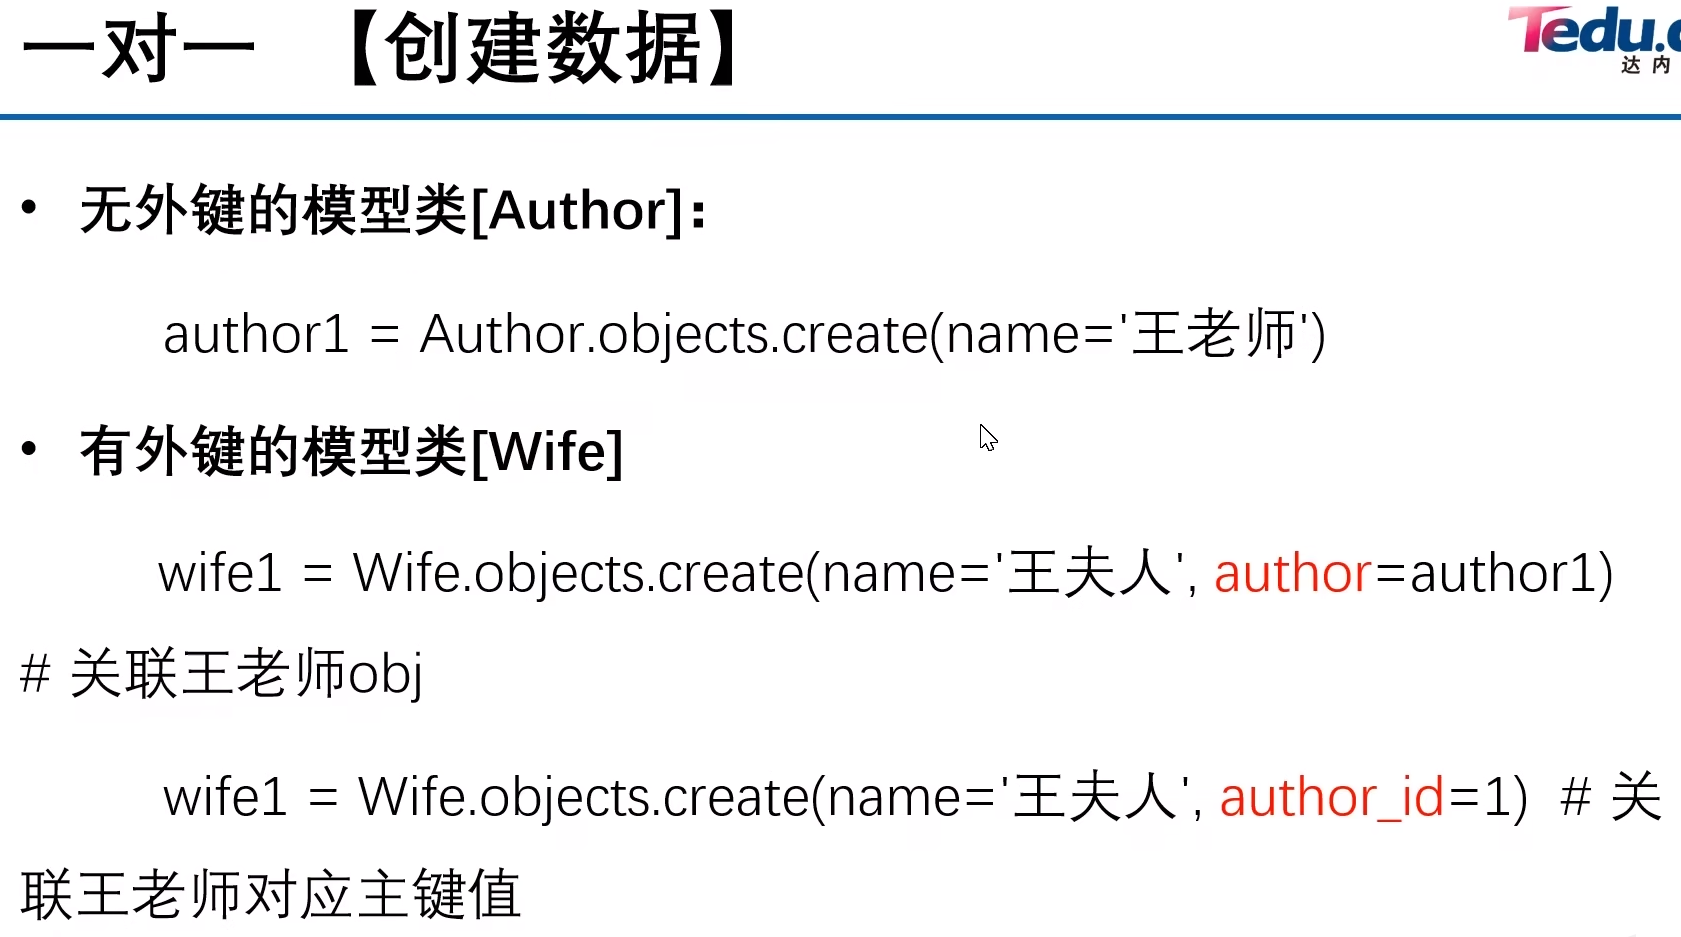 一对一 【创建数据】
Tedu.c
达内
• 无外键的模型类[Author]：
author1 = Author.objects.create(name='王老师')
• 有外键的模型类[Wife]
wife1 = Wife.objects.create(name='王夫人', author=author1)
# 关联王老师obj
wife1 = Wife.objects.create(name='王夫人', author_id=1) # 关
联王老师对应主键值